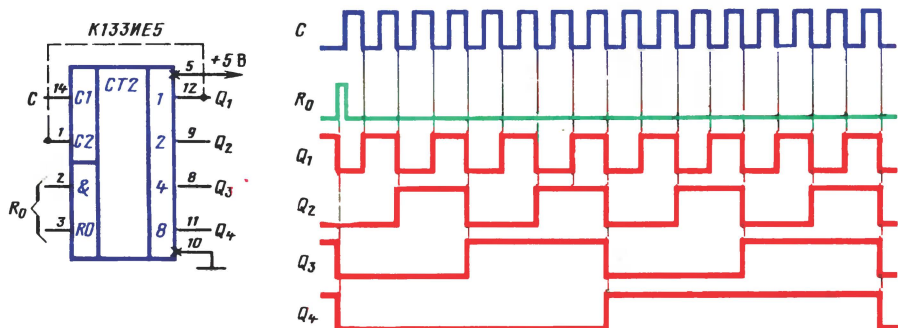 К133ИЕ5
5 +5 В
C 14 C1 CT2 1 12 Q₁
1 C2 2 9 Q₂
2 & 4 8 Q₃
R₀ 3 R0 8 11 Q₄
10
C
R₀
Q₁
Q₂
Q₃
Q₄